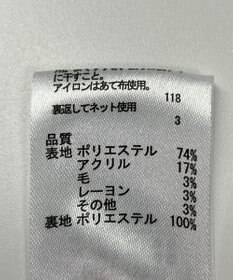 に干すこと。
アイロンはあて布使用。
118
裏返してネット使用
3
品質
表地 ポリエステル 74%
アクリル 17%
毛 3%
レーヨン 3%
その他 3%
裏地 ポリエステル 100%